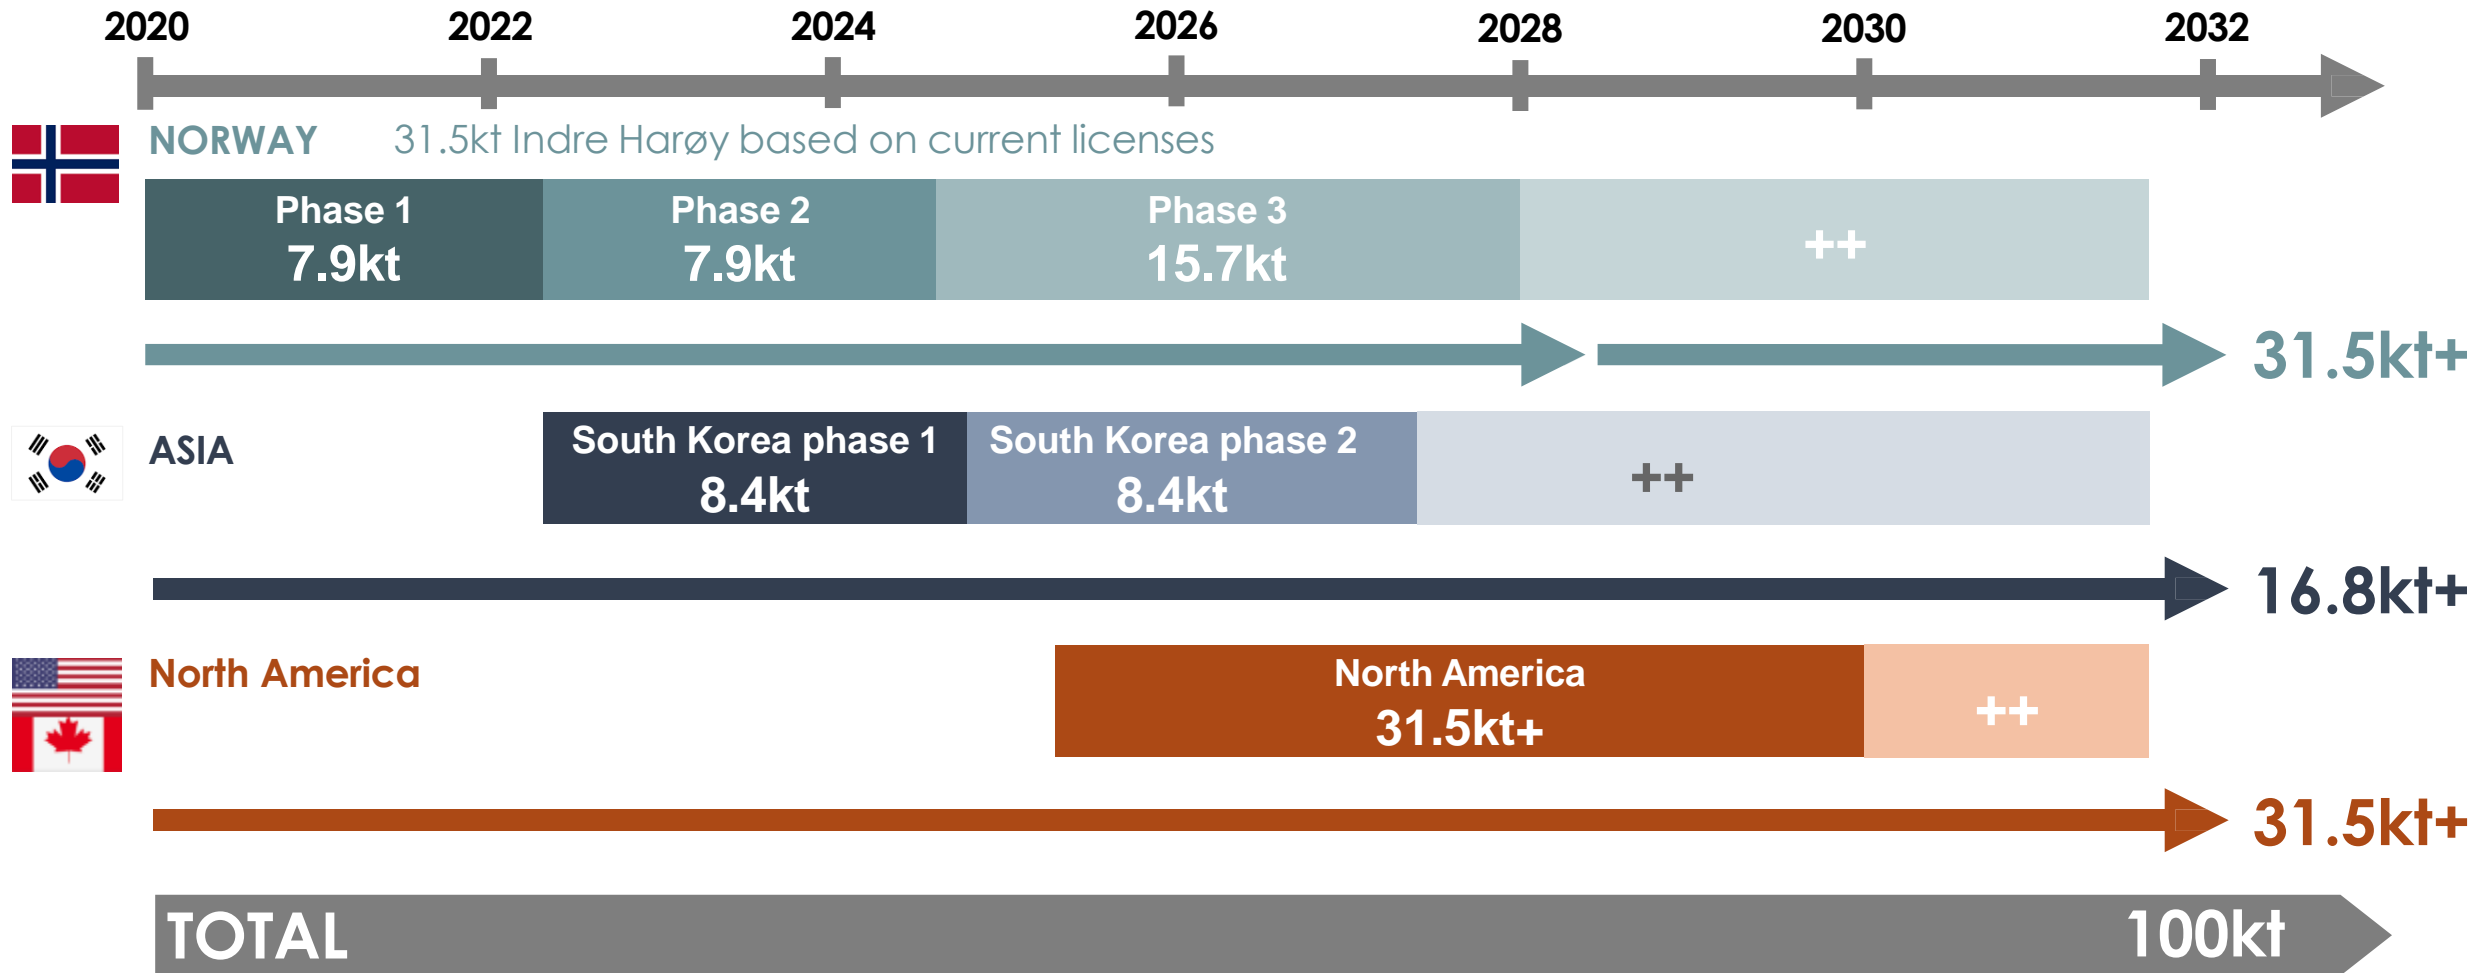 2020 2022 2024 2026 2028 2030 2032
NORWAY 31.5kt Indre Harøy based on current licenses
Phase 1 Phase 2 Phase 3
7.9kt 7.9kt 15.7kt ++
31.5kt+
ASIA South Korea phase 1 South Korea phase 2
8.4kt 8.4kt ++
16.8kt+
North America North America
31.5kt+ ++
31.5kt+
TOTAL 100kt